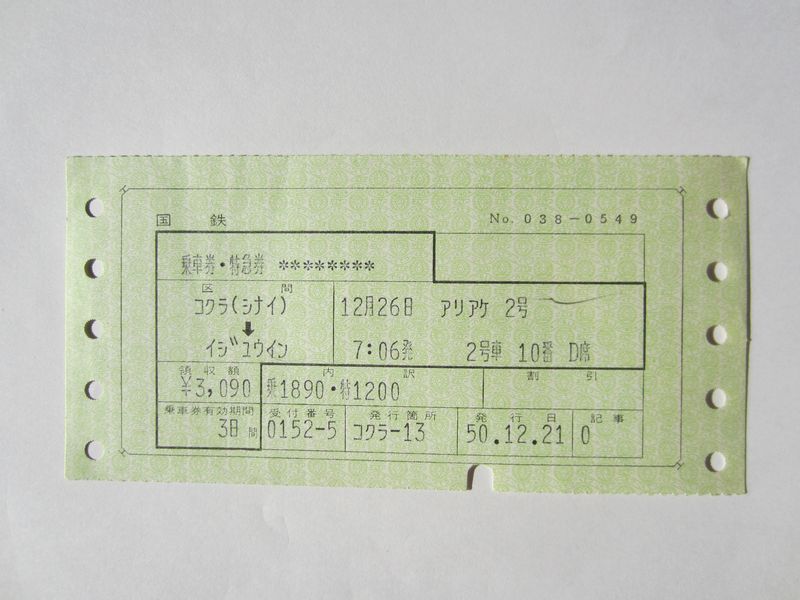 国鉄 No. 038-0549
乗車券・特急券 ********
区間
コクラ(シナイ) 12月26日 アリアケ 2号
➡
イジユウイン 7:06発 2号車 10番 D席
領収額 内訳 割引
¥3,090 乗1890・特1200
乗車券有効期間 受付番号 発行箇所 発行日 記事
3日間 0152-5 コクラ-13 50.12.21 0